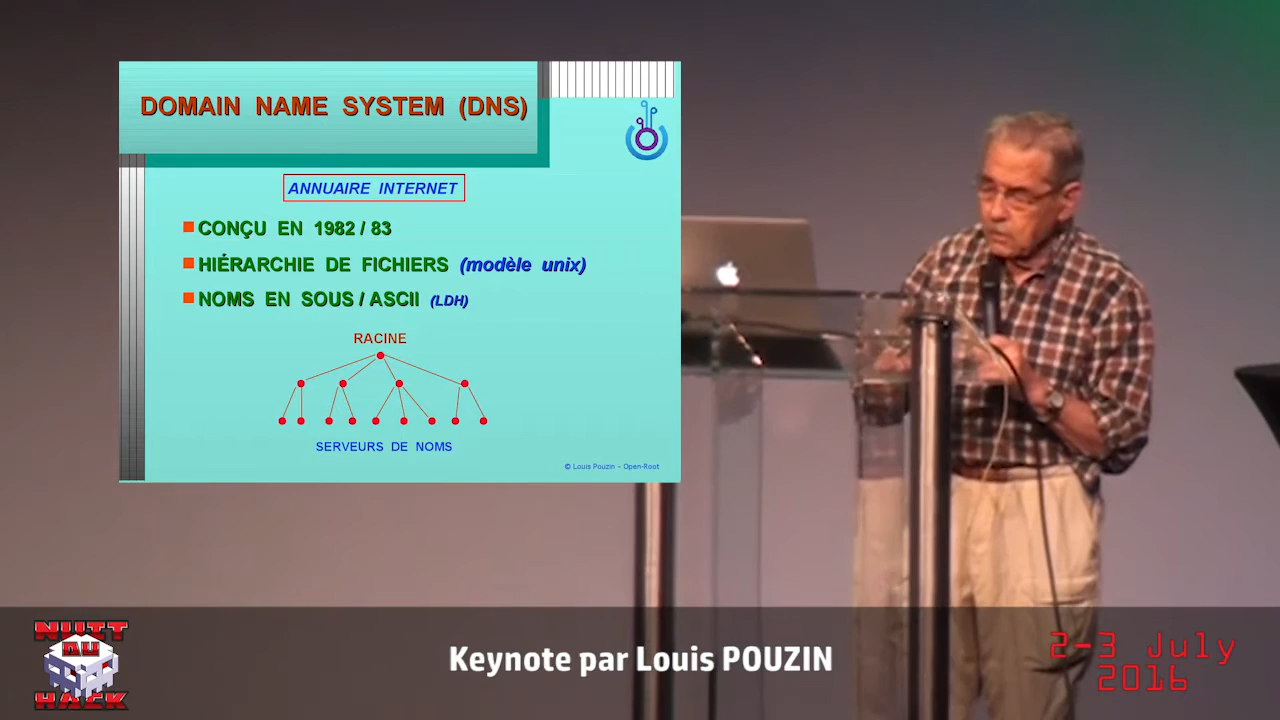 DOMAIN NAME SYSTEM (DNS)
ANNUAIRE INTERNET
CONÇU EN 1982 / 83
HIÉRARCHIE DE FICHIERS (modèle unix)
NOMS EN SOUS / ASCII (LDH)
RACINE
SERVEURS DE NOMS
© Louis Pouzin – Open-Root
NUIT
DU
HACK
Keynote par Louis POUZIN
2-3 July
2016